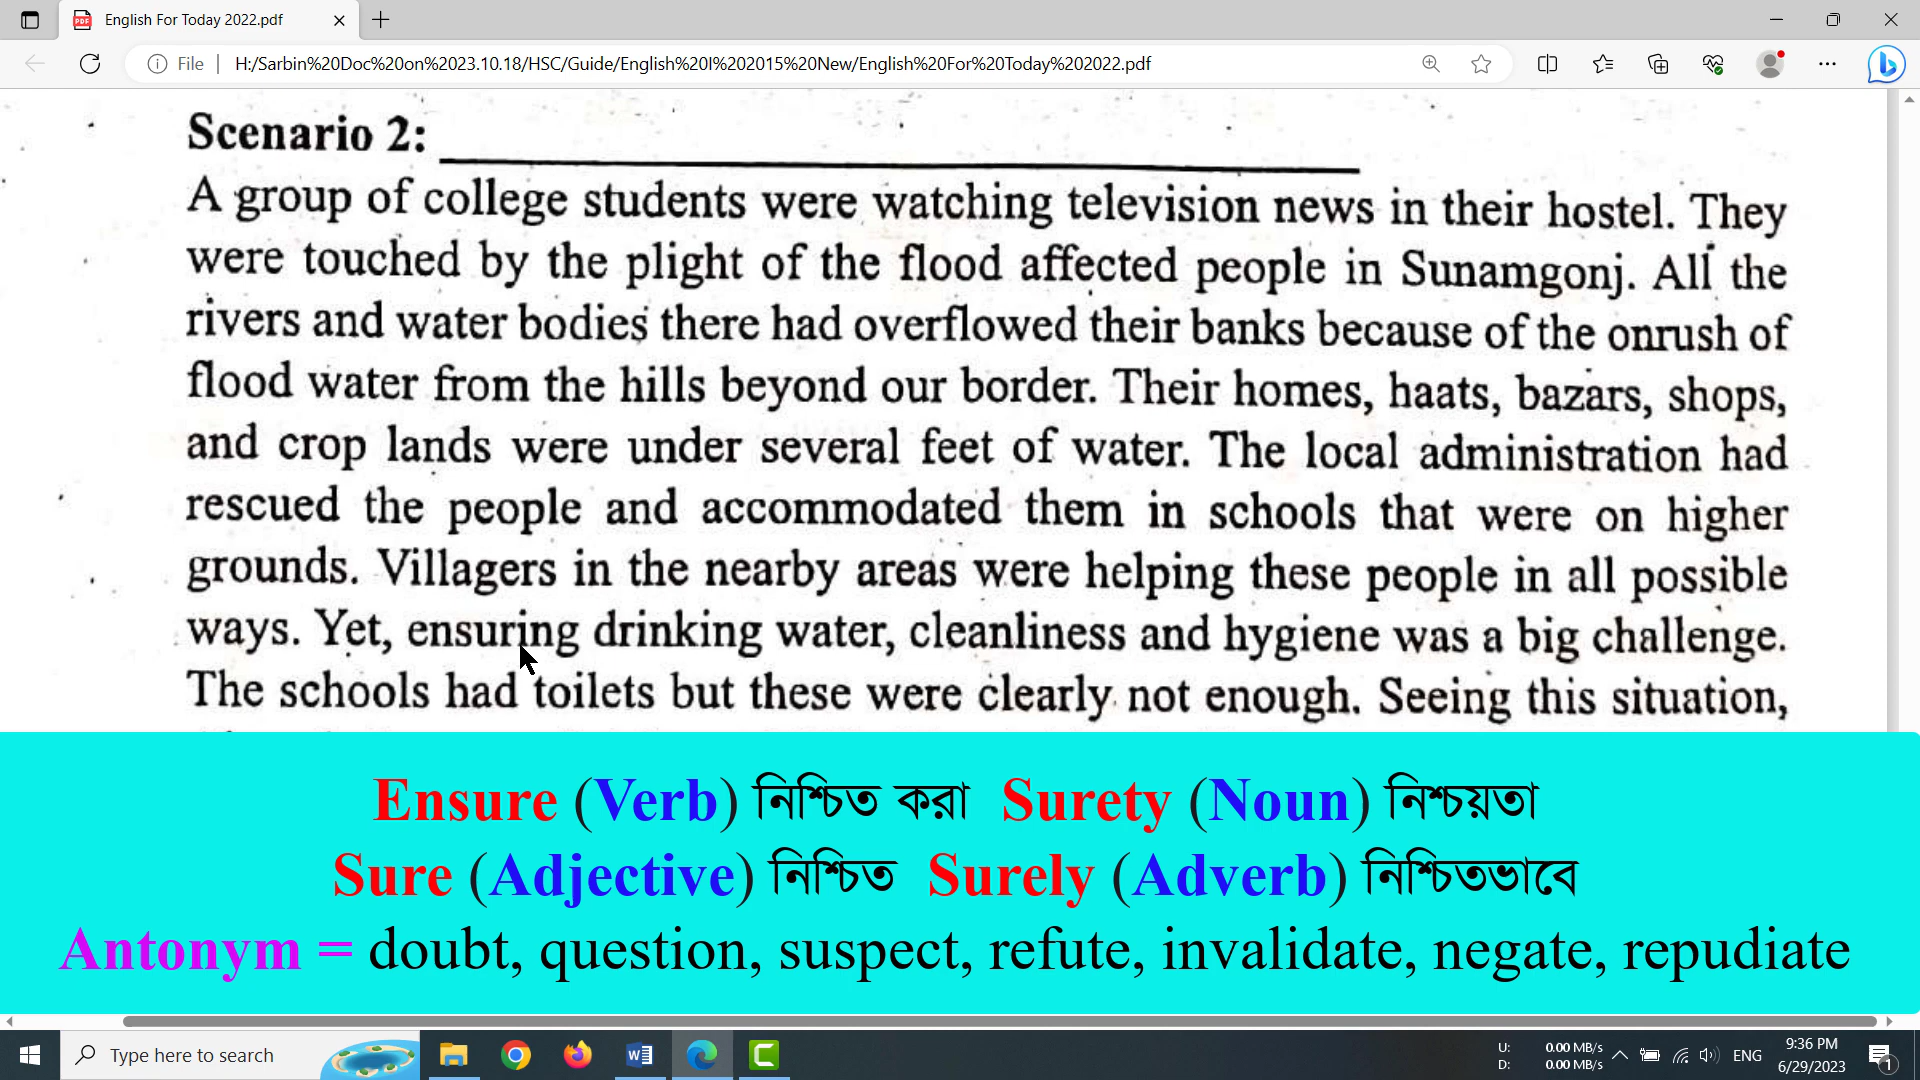 English For Today 2022.pdf
File
H:/Sarbin%20Doc%20on%2023.10.18/HSC/Guide/English%20I%202015%20New/English%20For%20Today%202022.pdf
Scenario 2:
A group of college students were watching television news in their hostel. They
were touched by the plight of the flood affected people in Sunamgonj. All the
rivers and water bodies there had overflowed their banks because of the onrush of
flood water from the hills beyond our border. Their homes, haats, bazars, shops,
and crop lands were under several feet of water. The local administration had
rescued the people and accommodated them in schools that were on higher
grounds. Villagers in the nearby areas were helping these people in all possible
ways. Yet, ensuring drinking water, cleanliness and hygiene was a big challenge.
The schools had toilets but these were clearly not enough. Seeing this situation,
Ensure (Verb) নিশ্চিত করা Surety (Noun) নিশ্চয়তা
Sure (Adjective) নিশ্চিত Surely (Adverb) নিশ্চিতভাবে
Antonym = doubt, question, suspect, refute, invalidate, negate, repudiate
Type here to search
U: 0.00 MB/s
D: 0.00 MB/s
ENG
9:36 PM
6/29/2023
1